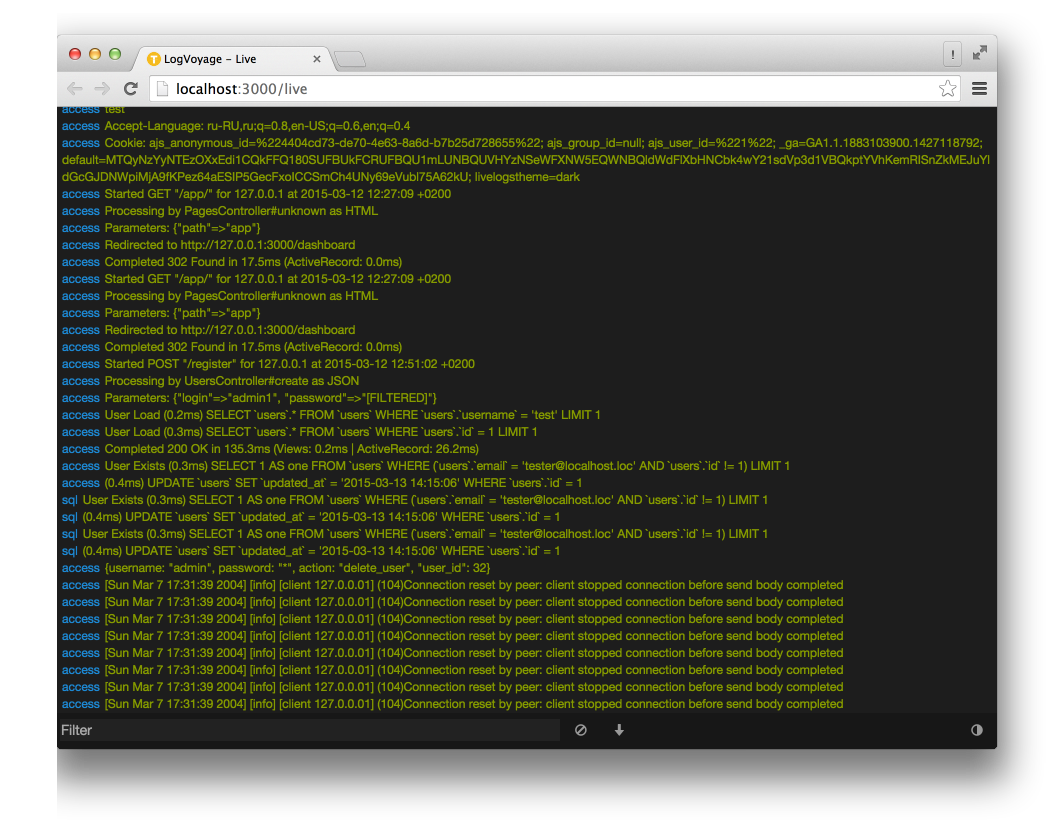 LogVoyage - Live
localhost:3000/live
access test
access Accept-Language: ru-RU,ru;q=0.8,en-US;q=0.6,en;q=0.4
access Cookie: ajs_anonymous_id=%224404cd73-de70-4e63-8a6d-b7b25d728655%22; ajs_group_id=null; ajs_user_id=%221%22; _ga=GA1.1.1883103900.1427118792;
access Started GET "/app/" for 127.0.0.1 at 2015-03-12 12:27:09 +0200
access Processing by PagesController#unknown as HTML
access Parameters: {"path"=>"app"}
access Redirected to http://127.0.0.1:3000/dashboard
access Completed 302 Found in 17.5ms (ActiveRecord: 0.0ms)
access Started GET "/app/" for 127.0.0.1 at 2015-03-12 12:27:09 +0200
access Processing by PagesController#unknown as HTML
access Parameters: {"path"=>"app"}
access Redirected to http://127.0.0.1:3000/dashboard
access Completed 302 Found in 17.5ms (ActiveRecord: 0.0ms)
access Started POST "/register" for 127.0.0.1 at 2015-03-12 12:51:02 +0200
access Processing by UsersController#create as JSON
access Parameters: {"login"=>"admin1", "password"=>"[FILTERED]"}
access User Load (0.2ms) SELECT `users`.* FROM `users` WHERE `users`.`username` = 'test' LIMIT 1
access User Load (0.3ms) SELECT `users`.* FROM `users` WHERE `users`.`id` = 1 LIMIT 1
access Completed 200 OK in 135.3ms (Views: 0.2ms | ActiveRecord: 26.2ms)
access User Exists (0.3ms) SELECT 1 AS one FROM `users` WHERE (`users`.`email` = 'tester@localhost.loc' AND `users`.`id` != 1) LIMIT 1
access (0.4ms) UPDATE `users` SET `updated_at` = '2015-03-13 14:15:06' WHERE `users`.`id` = 1
sql User Exists (0.3ms) SELECT 1 AS one FROM `users` WHERE (`users`.`email` = 'tester@localhost.loc' AND `users`.`id` != 1) LIMIT 1
sql (0.4ms) UPDATE `users` SET `updated_at` = '2015-03-13 14:15:06' WHERE `users`.`id` = 1
sql User Exists (0.3ms) SELECT 1 AS one FROM `users` WHERE (`users`.`email` = 'tester@localhost.loc' AND `users`.`id` != 1) LIMIT 1
sql (0.4ms) UPDATE `users` SET `updated_at` = '2015-03-13 14:15:06' WHERE `users`.`id` = 1
access {username: "admin", password: "*", action: "delete_user", "user_id": 32}
access [Sun Mar 7 17:31:39 2004] [info] [client 127.0.0.01] (104)Connection reset by peer: client stopped connection before send body completed
access [Sun Mar 7 17:31:39 2004] [info] [client 127.0.0.01] (104)Connection reset by peer: client stopped connection before send body completed
access [Sun Mar 7 17:31:39 2004] [info] [client 127.0.0.01] (104)Connection reset by peer: client stopped connection before send body completed
access [Sun Mar 7 17:31:39 2004] [info] [client 127.0.0.01] (104)Connection reset by peer: client stopped connection before send body completed
access [Sun Mar 7 17:31:39 2004] [info] [client 127.0.0.01] (104)Connection reset by peer: client stopped connection before send body completed
access [Sun Mar 7 17:31:39 2004] [info] [client 127.0.0.01] (104)Connection reset by peer: client stopped connection before send body completed
access [Sun Mar 7 17:31:39 2004] [info] [client 127.0.0.01] (104)Connection reset by peer: client stopped connection before send body completed
access [Sun Mar 7 17:31:39 2004] [info] [client 127.0.0.01] (104)Connection reset by peer: client stopped connection before send body completed
Filter